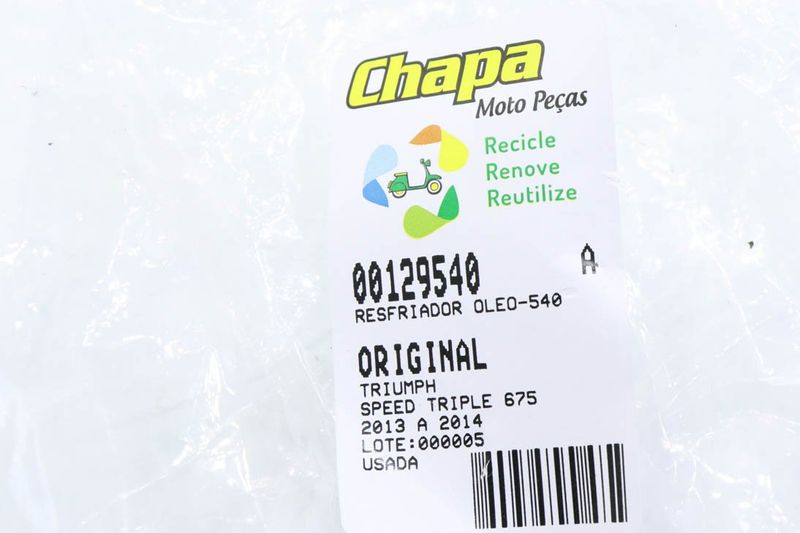 Chapa
Moto Peças
Recicle
Renove
Reutilize
00129540 A
RESFRIADOR OLEO-540
ORIGINAL
TRIUMPH
SPEED TRIPLE 675
2013 A 2014
LOTE:000005
USADA